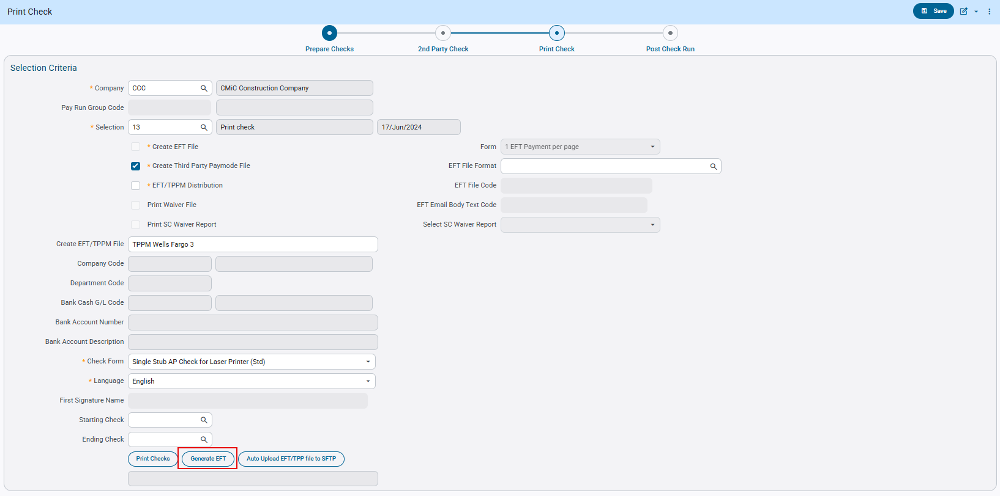 Print Check
Save
Prepare Checks
2nd Party Check
Print Check
Post Check Run
Selection Criteria
* Company CCC CMiC Construction Company
Pay Run Group Code
* Selection 13 Print check 17/Jun/2024
* Create EFT File Form 1 EFT Payment per page
* Create Third Party Paymode File EFT File Format
* EFT/TPPM Distribution EFT File Code
Print Waiver File EFT Email Body Text Code
Print SC Waiver Report Select SC Waiver Report
Create EFT/TPPM File TPPM Wells Fargo 3
Company Code
Department Code
Bank Cash G/L Code
Bank Account Number
Bank Account Description
* Check Form Single Stub AP Check for Laser Printer (Std)
* Language English
First Signature Name
Starting Check
Ending Check
Print Checks Generate EFT Auto Upload EFT/TPP file to SFTP